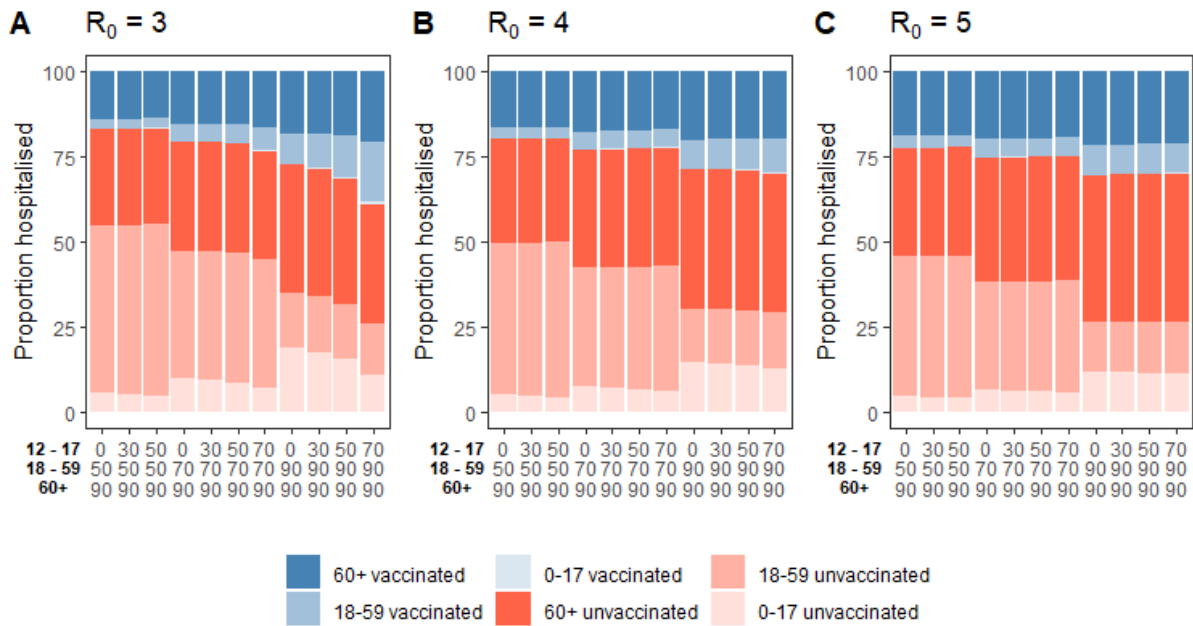 A R0 = 3 B R0 = 4 C R0 = 5
Proportion hospitalised Proportion hospitalised Proportion hospitalised
100 100 100
75 75 75
50 50 50
25 25 25
0 0 0
12 - 17 0 30 50 0 30 50 70 0 30 50 70 12 - 17 0 30 50 0 30 50 70 0 30 50 70 12 - 17 0 30 50 0 30 50 70 0 30 50 70
18 - 59 50 50 50 70 70 70 70 90 90 90 90 18 - 59 50 50 50 70 70 70 70 90 90 90 90 18 - 59 50 50 50 70 70 70 70 90 90 90 90
60+ 90 90 90 90 90 90 90 90 90 90 90 60+ 90 90 90 90 90 90 90 90 90 90 90 60+ 90 90 90 90 90 90 90 90 90 90 90
60+ vaccinated 0-17 vaccinated 18-59 unvaccinated
18-59 vaccinated 60+ unvaccinated 0-17 unvaccinated